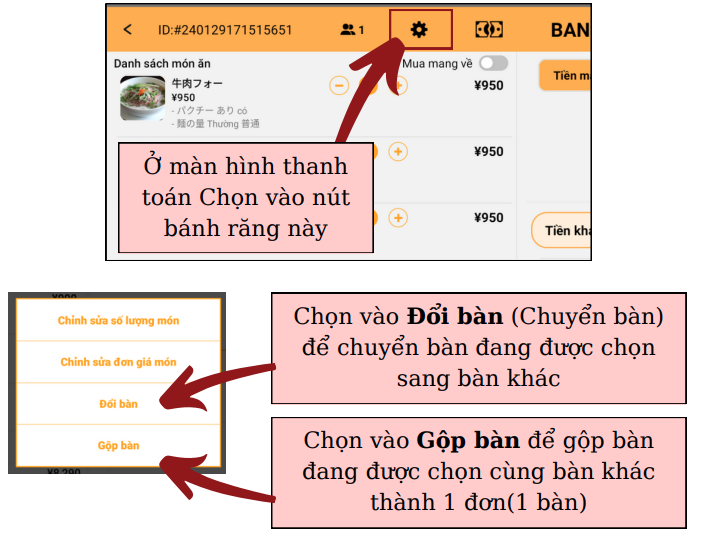 ID:#240129171515651
1
BAN
Danh sách món ăn
Mua mang về
牛肉フォー
¥950
- パクチー あり có
- 麺の量 Thường 普通
¥950
Tiền m
¥950
¥950
Tiền kh
Ở màn hình thanh
toán Chọn vào nút
bánh răng này
Chỉnh sửa số lượng món
Chỉnh sửa đơn giá món
Đổi bàn
Gộp bàn
¥8,290
Chọn vào Đổi bàn (Chuyển bàn)
để chuyển bàn đang được chọn
sang bàn khác
Chọn vào Gộp bàn để gộp bàn
đang được chọn cùng bàn khác
thành 1 đơn(1 bàn)